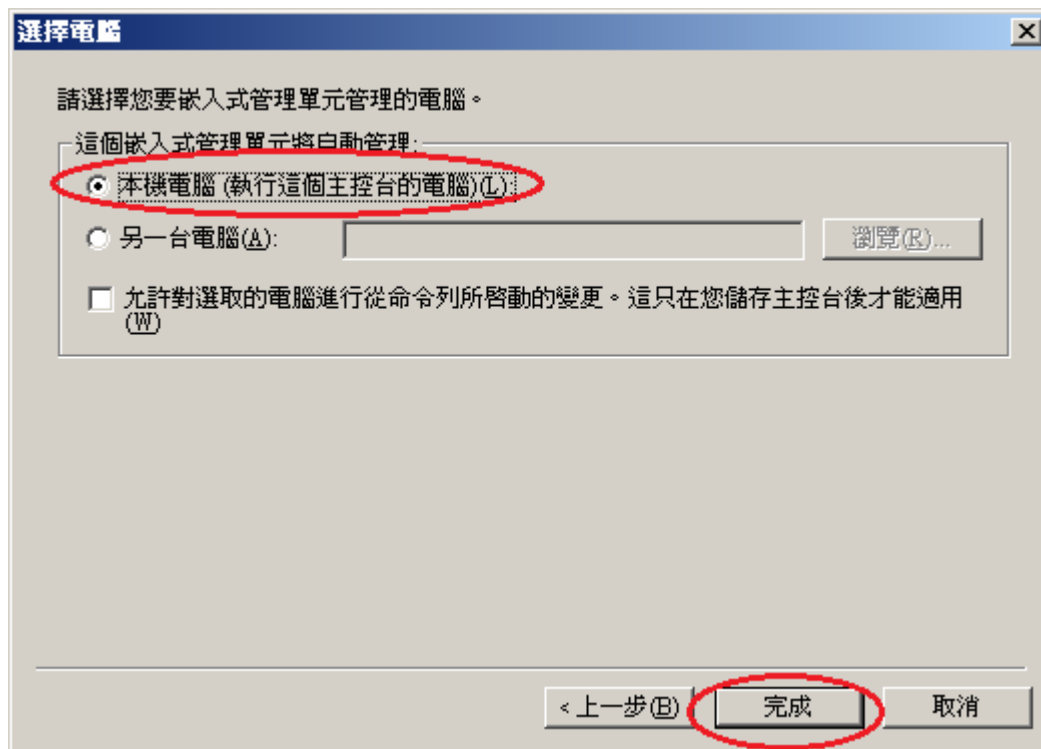 選擇電腦
請選擇您要嵌入式管理單元管理的電腦。
這個嵌入式管理單元將自動管理:
本機電腦 (執行這個主控台的電腦)(L):
另一台電腦(A):
瀏覽(R)...
允許對選取的電腦進行從命令列所啟動的變更。這只在您儲存主控台後才能適用
(W)
< 上一步(B)
完成
取消